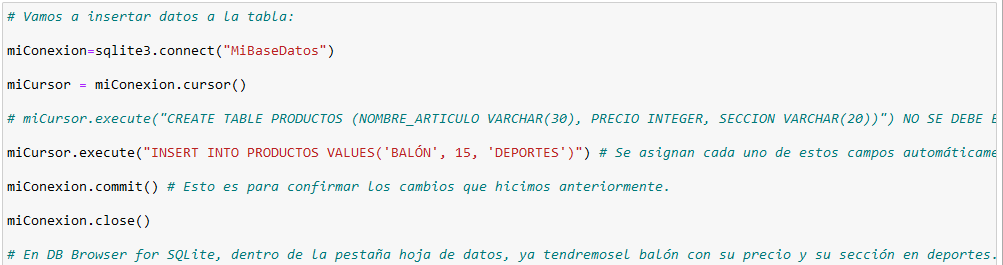 # Vamos a insertar datos a la tabla:
miConexion=sqlite3.connect("MiBaseDatos")
miCursor = miConexion.cursor()
# miCursor.execute("CREATE TABLE PRODUCTOS (NOMBRE_ARTICULO VARCHAR(30), PRECIO INTEGER, SECCION VARCHAR(20))") NO SE DEBE
miCursor.execute("INSERT INTO PRODUCTOS VALUES('BALÓN', 15, 'DEPORTES')") # Se asignan cada uno de estos campos
miConexion.commit() # Esto es para confirmar los cambios que hicimos anteriormente.
miConexion.close()
# En DB Browser for SQLite, dentro de la pestaña hoja de datos, ya tendremosel balón con su precio y su sección en deportes.